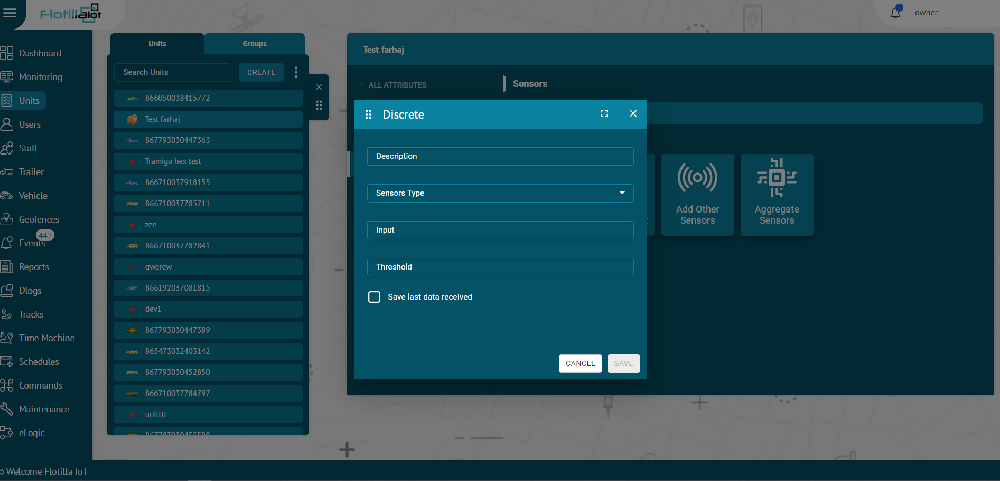 Flotilla aiot
owner
Dashboard
Monitoring
Units
Users
Staff
Trailer
Vehicle
Geofences
442
Events
Reports
Dlogs
Tracks
Time Machine
Schedules
Commands
Maintenance
eLogic
Units
Groups
Search Units
CREATE
866050038415772
Test farhaj
867793030447363
Tramigo hex test
866710037918155
866710037785711
zee
866710037782841
qwerew
866192037081815
dev1
867793030447389
865473032403142
867793030452850
866710037784797
unitttt
Test farhaj
ALL ATTRIBUTES
Sensors
Add Other
Sensors
Aggregate
Sensors
Discrete
Description
Sensors Type
Input
Threshold
Save last data received
CANCEL
SAVE
© Welcome Flotilla IoT